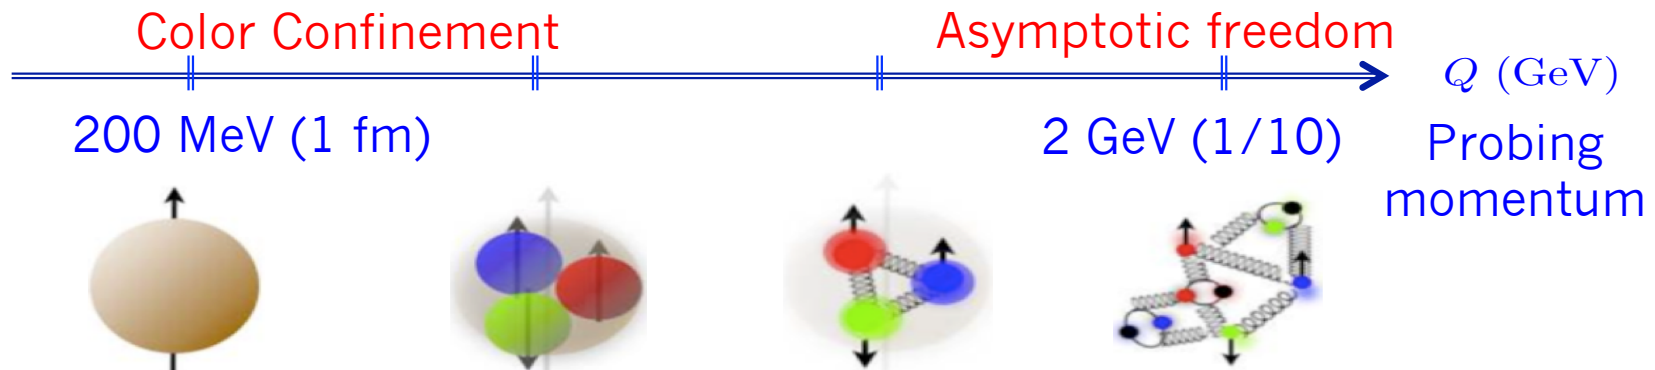 Color Confinement
Asymptotic freedom
Q (GeV)
200 MeV (1 fm)
2 GeV (1/10)
Probing
momentum